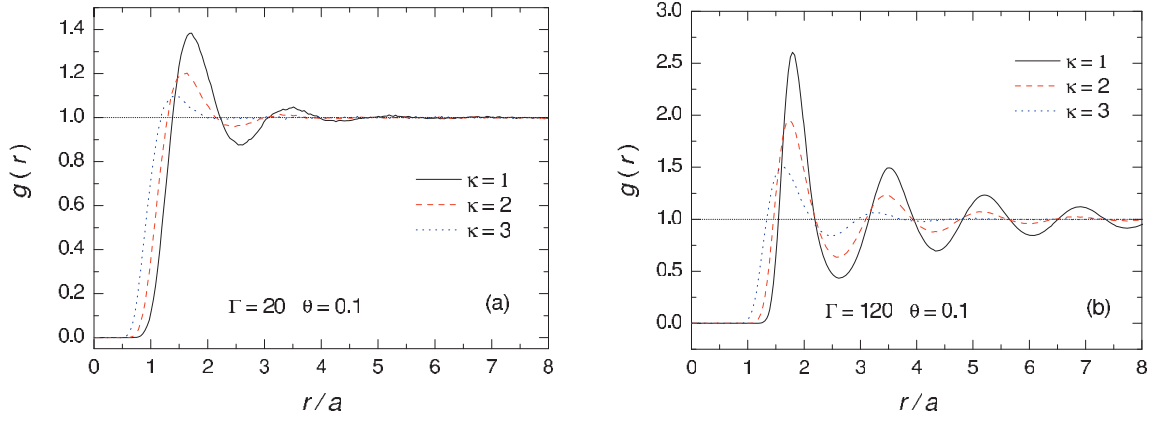 1.4
1.2
1.0
0.8
0.6
0.4
0.2
0.0
g(r)
κ = 1
κ = 2
κ = 3
Γ = 20 θ = 0.1
(a)
0 1 2 3 4 5 6 7 8
r/a
3.0
2.5
2.0
1.5
1.0
0.5
0.0
g(r)
κ = 1
κ = 2
κ = 3
Γ = 120 θ = 0.1
(b)
0 1 2 3 4 5 6 7 8
r/a